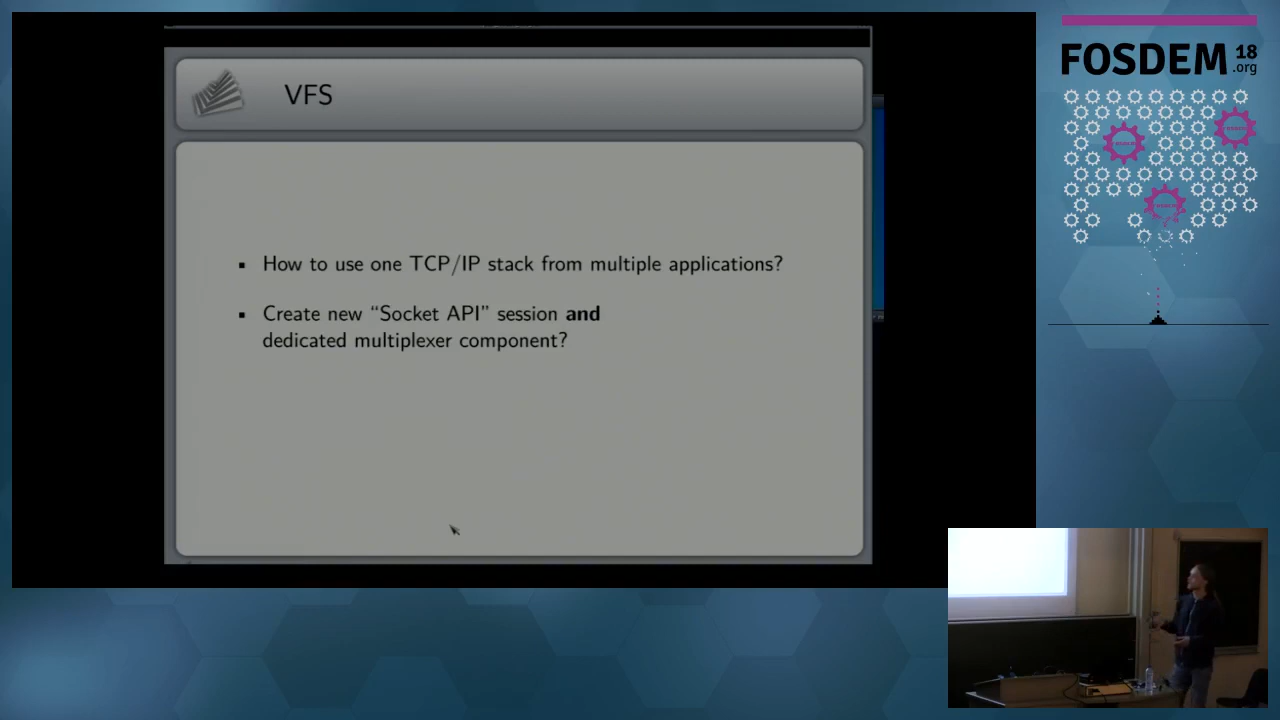 VFS
▪ How to use one TCP/IP stack from multiple applications?
▪ Create new “Socket API” session and
dedicated multiplexer component?
FOSDEM 18
.org